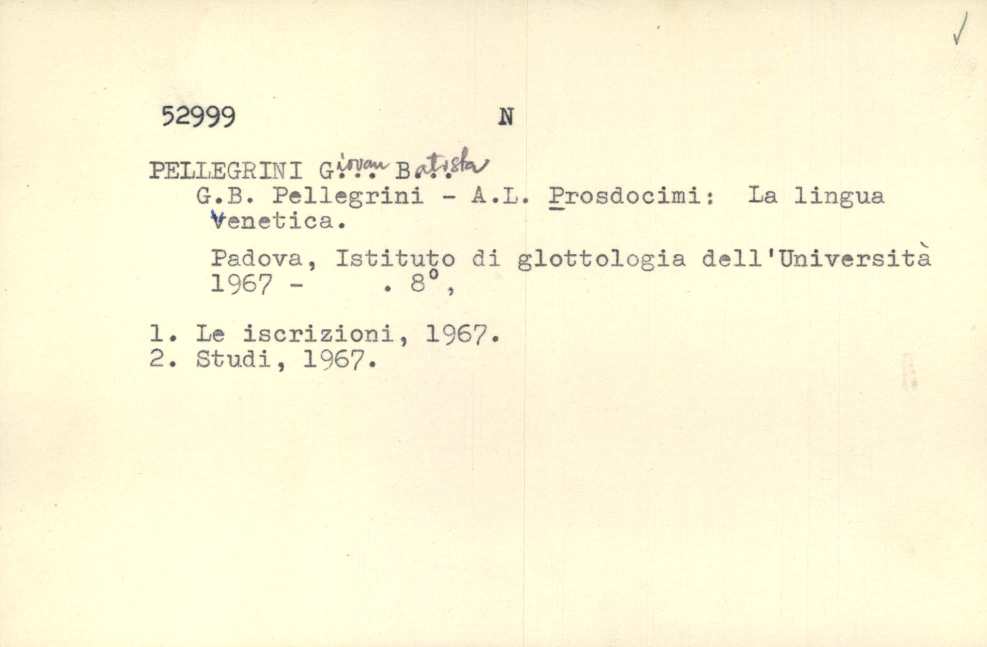 52999 N
PELLEGRINI Giovan Batista
G.B. Pellegrini - A.L. Prosdocimi: La lingua
Venetica.
Padova, Istituto di glottologia dell'Università
1967 - . 8°,
1. Le iscrizioni, 1967.
2. Studi, 1967.